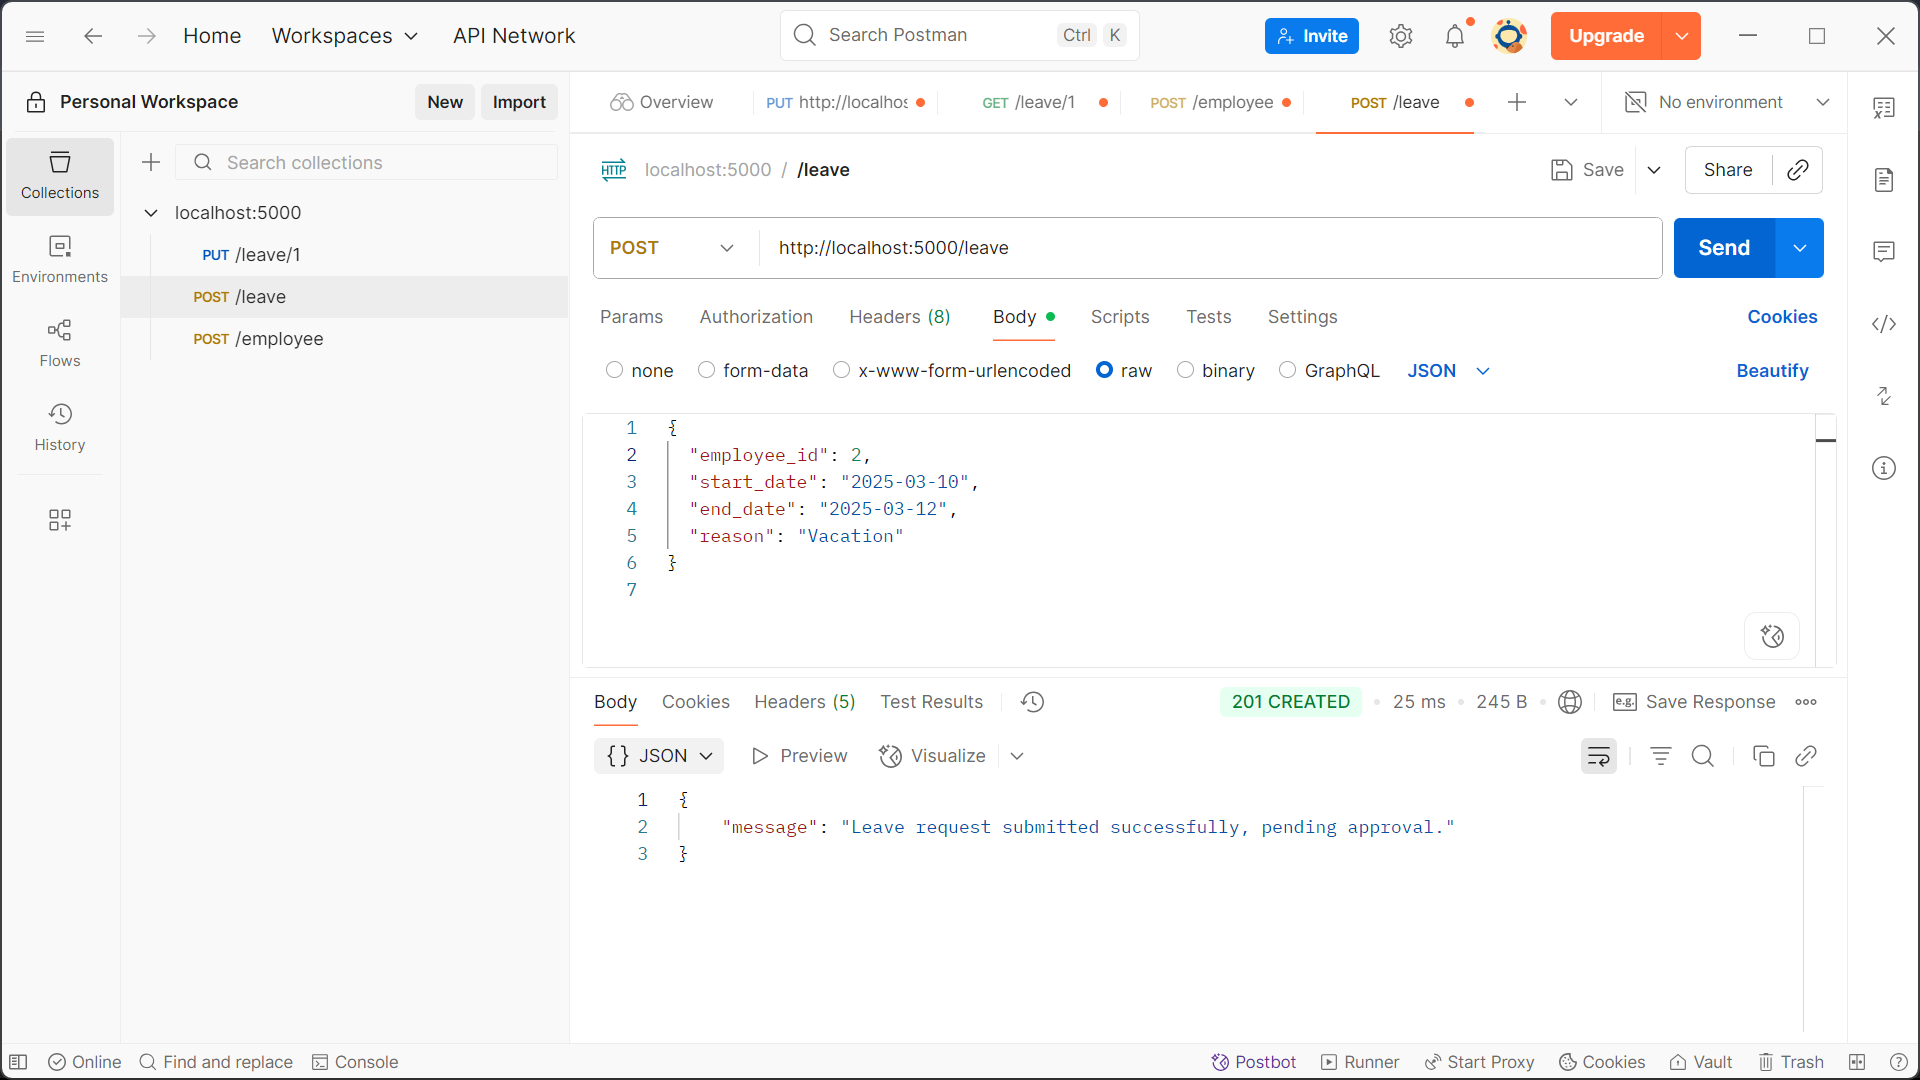 Home Workspaces API Network Search Postman Ctrl K Invite Upgrade
Personal Workspace New Import Overview PUT http://localhos GET /leave/1 POST /employee POST /leave No environment
Search collections
Collections
Environments
Flows
History
localhost:5000
PUT /leave/1
POST /leave
POST /employee
HTTP localhost:5000 / /leave Save Share
POST http://localhost:5000/leave Send
Params Authorization Headers (8) Body Scripts Tests Settings Cookies
none form-data x-www-form-urlencoded raw binary GraphQL JSON Beautify
1 {
2 "employee_id": 2,
3 "start_date": "2025-03-10",
4 "end_date": "2025-03-12",
5 "reason": "Vacation"
6 }
7
Body Cookies Headers (5) Test Results 201 CREATED • 25 ms • 245 B • e.g. Save Response
{} JSON Preview Visualize
1 {
2 "message": "Leave request submitted successfully, pending approval."
3 }
Online Find and replace Console Postbot Runner Start Proxy Cookies Vault Trash